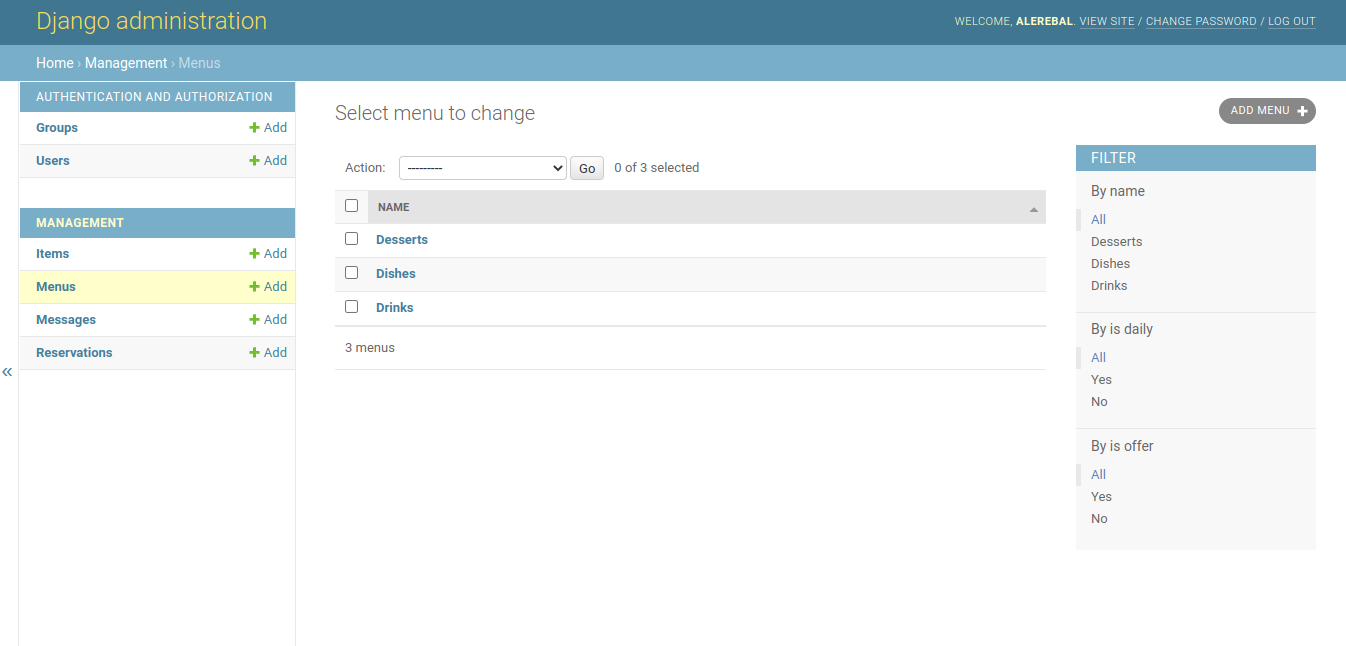 Django administration
WELCOME, ALEREBAL. VIEW SITE / CHANGE PASSWORD / LOG OUT
Home › Management › Menus
AUTHENTICATION AND AUTHORIZATION
Groups + Add
Users + Add
MANAGEMENT
Items + Add
Menus + Add
Messages + Add
Reservations + Add
«
Select menu to change
ADD MENU +
Action: --------- Go 0 of 3 selected
NAME
Desserts
Dishes
Drinks
3 menus
FILTER
By name
All
Desserts
Dishes
Drinks
By is daily
All
Yes
No
By is offer
All
Yes
No